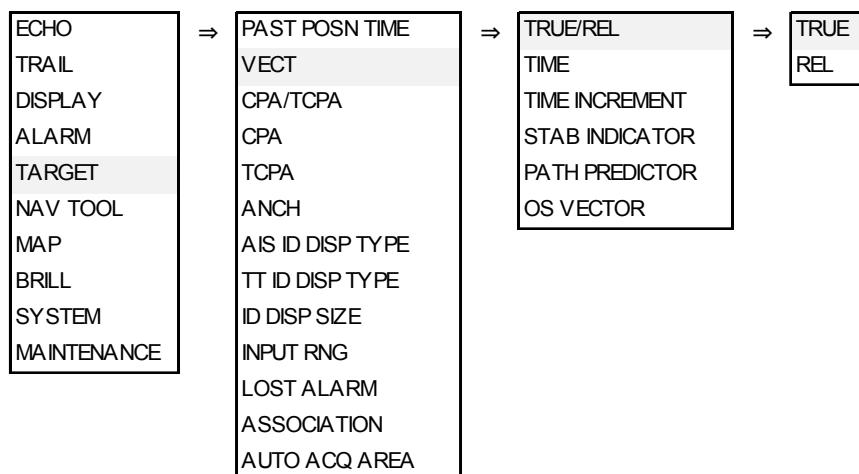 ECHO
TRAIL
DISPLAY
ALARM
TARGET
NAV TOOL
MAP
BRILL
SYSTEM
MAINTENANCE
⇒
PAST POSN TIME
VECT
CPA/TCPA
CPA
TCPA
ANCH
AIS ID DISP TYPE
TT ID DISP TYPE
ID DISP SIZE
INPUT RNG
LOST ALARM
ASSOCIATION
AUTO ACQ AREA
⇒
TRUE/REL
TIME
TIME INCREMENT
STAB INDICATOR
PATH PREDICTOR
OS VECTOR
⇒
TRUE
REL